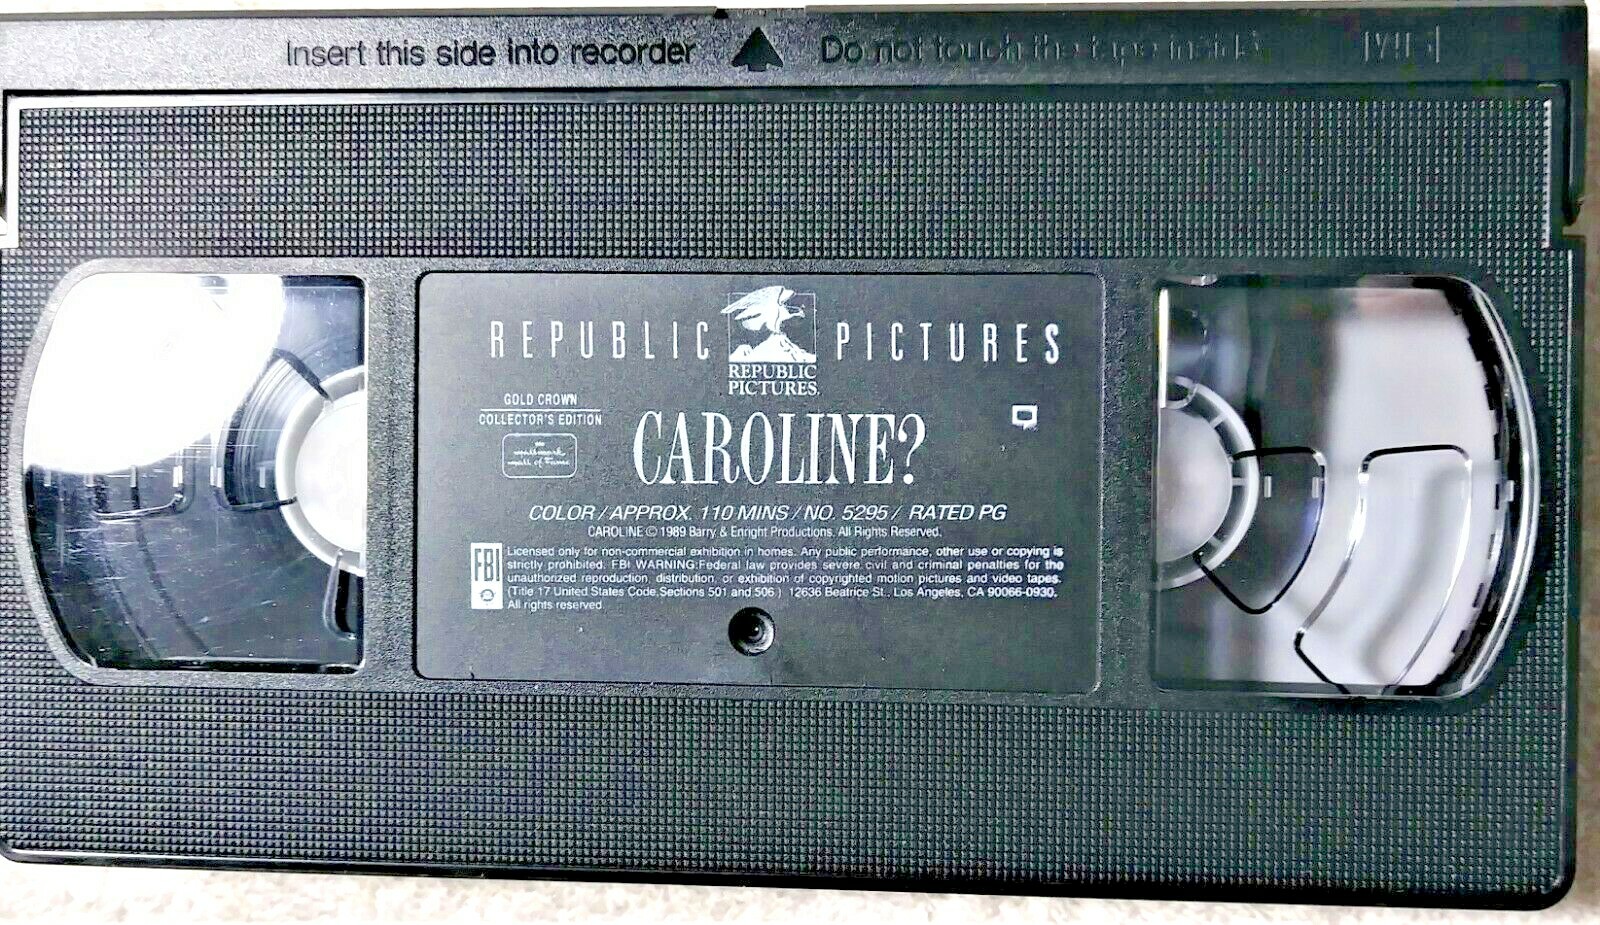 Insert this side into recorder Do not touch the tape inside VHS
REPUBLIC PICTURES
REPUBLIC
PICTURES
GOLD CROWN
COLLECTOR'S EDITION
Hallmark
Hall of Fame
CAROLINE?
COLOR / APPROX. 110 MINS / NO. 5295 / RATED PG
CAROLINE © 1989 Barry & Enright Productions. All Rights Reserved.
FBI
Licensed only for non-commercial exhibition in homes. Any public performance, other use or copying is
strictly prohibited. FBI WARNING:Federal law provides severe civil and criminal penalties for the
unauthorized reproduction, distribution, or exhibition of copyrighted motion pictures and video tapes.
(Title 17 United States Code, Sections 501 and 506 ) 12636 Beatrice St., Los Angeles, CA 90066-0930.
All rights reserved.